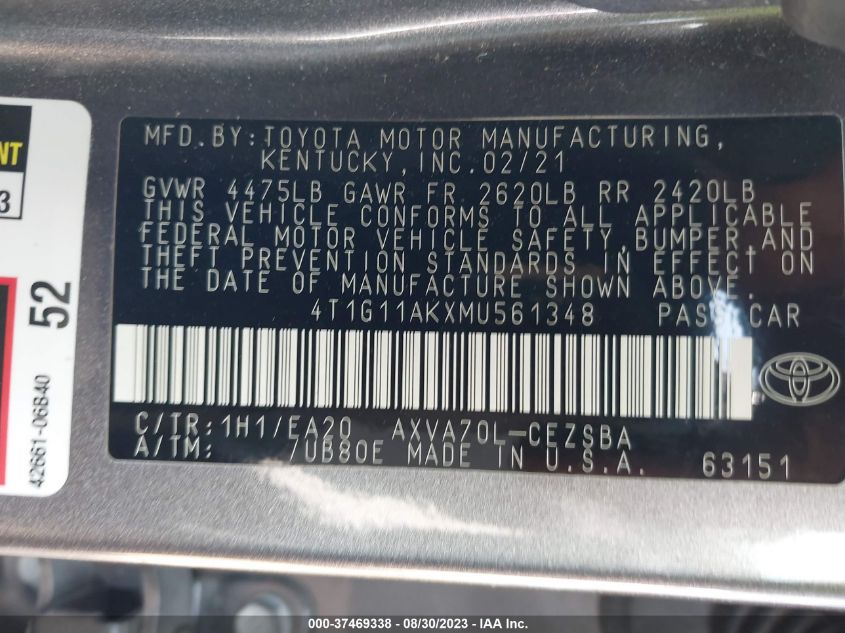 NT
3
52
42661-06B40
MFD.BY:TOYOTA MOTOR MANUFACTURING,
KENTUCKY,INC.02/21
GVWR 4475LB GAWR FR 2620LB RR 2420LB
THIS VEHICLE CONFORMS TO ALL APPLICABLE
FEDERAL MOTOR VEHICLE SAFETY,BUMPER,AND
THEFT PREVENTION STANDARDS IN EFFECT ON
THE DATE OF MANUFACTURE SHOWN ABOVE.
4T1G11AKXMU561348 PASS.CAR
C/TR:1H1/EA20 AXVA70L-CEZSBA
A/TM: /UB80E MADE IN U.S.A. 63151
000-37469338 - 08/30/2023 - IAA Inc.